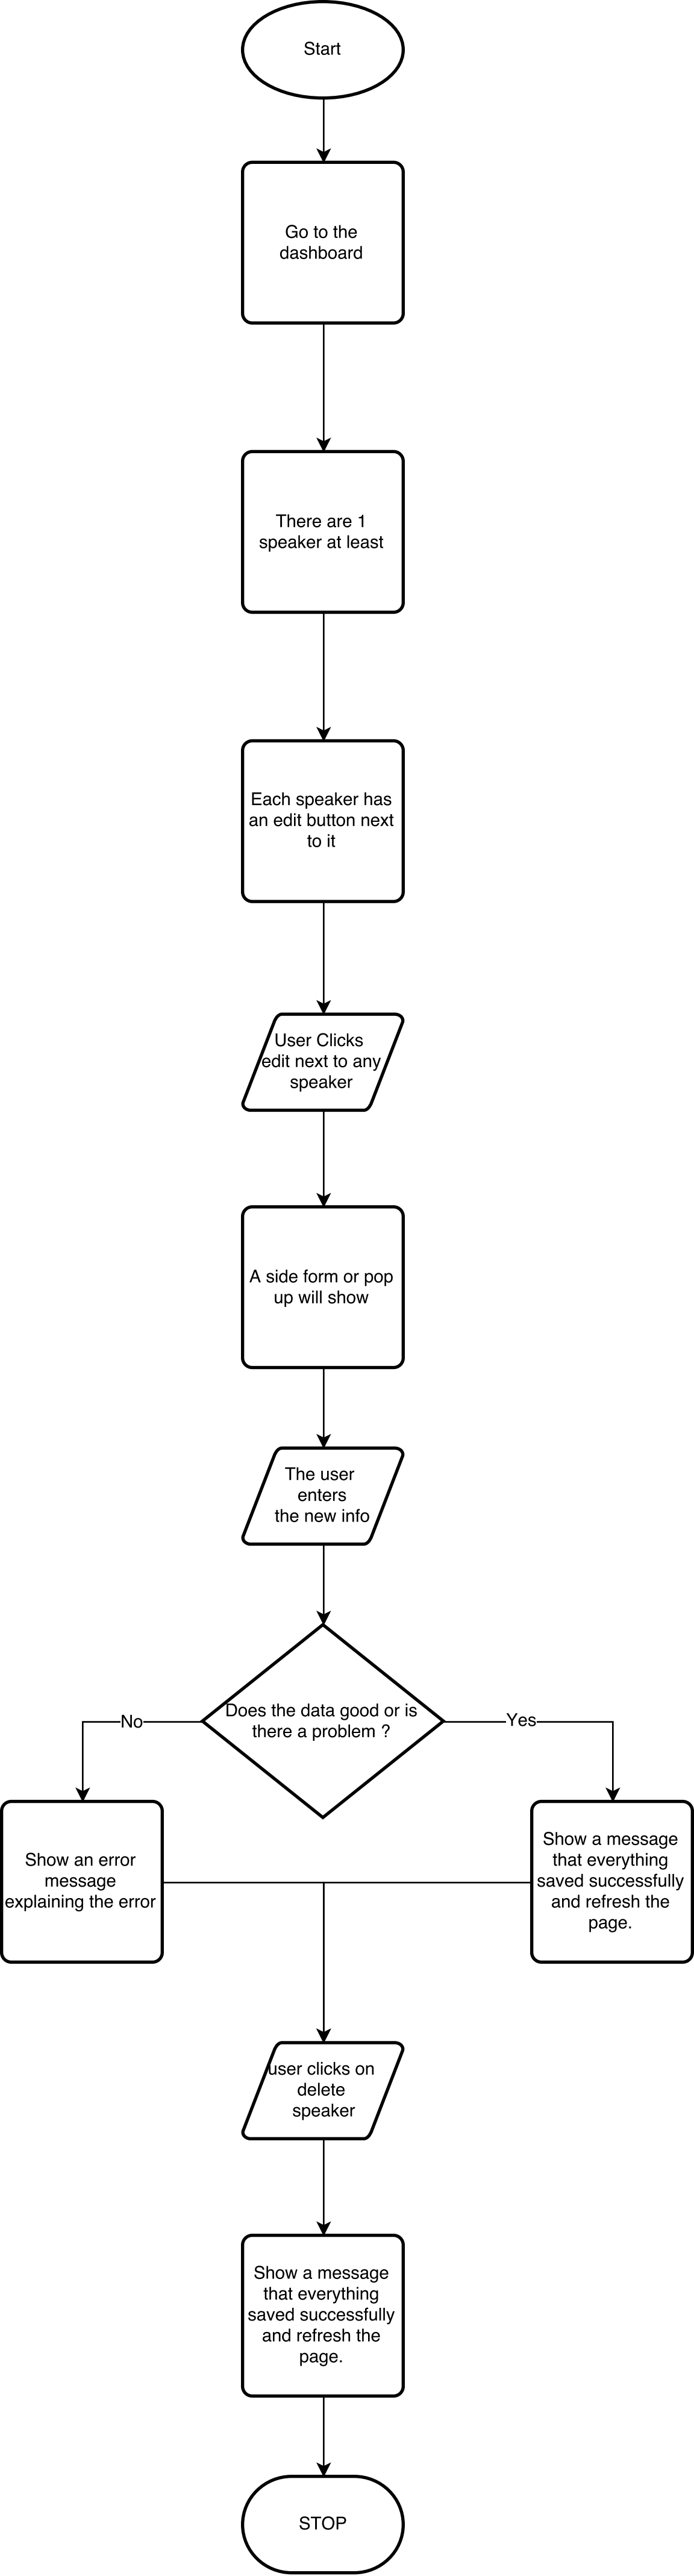 Start
Go to the
dashboard
There are 1
speaker at least
Each speaker has
an edit button next
to it
User Clicks
edit next to any
speaker
A side form or pop
up will show
The user
enters
the new info
Does the data good or is
there a problem ?
No
Yes
Show an error
message
explaining the error
Show a message
that everything
saved successfully
and refresh the
page.
user clicks on
delete
speaker
Show a message
that everything
saved successfully
and refresh the
page.
STOP